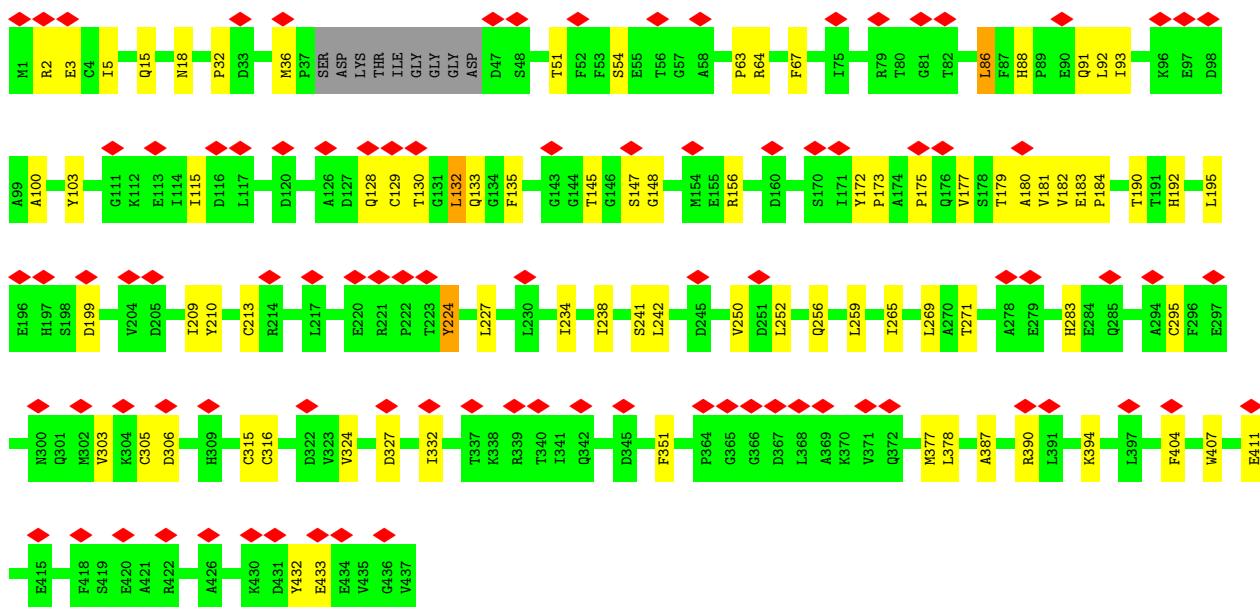 M1 R2 E3 C4 I5 Q15 N18 P32 D33 M36 P37 SER ASP LYS THR ILE GLY GLY GLY ASP D47 S48 T51 F52 F53 S54 E55 T56 G57 A58 P63 R64 F67 I75 R79 T80 G81 T82 L86 F87 H88 P89 E90 Q91 L92 I93 K96 E97 D98
A99 A100 Y103 G111 K112 E113 I114 I115 D116 L117 D120 A126 D127 Q128 C129 T130 G131 L132 Q133 G134 F135 G143 G144 T145 G146 S147 G148 M154 E155 R156 D160 S170 I171 Y172 P173 A174 P175 Q176 V177 S178 T179 A180 V181 V182 E183 P184 T190 T191 H192 L195
E196 H197 S198 D199 V204 D205 I209 Y210 C213 R214 L217 E220 R221 P222 T223 Y224 L227 L230 I234 I238 S241 L242 D245 V250 D251 L252 Q256 L259 I265 L269 A270 T271 A278 E279 H283 E284 Q285 A294 C295 F296 E297
N300 Q301 M302 V303 K304 C305 D306 H309 C315 C316 D322 V323 V324 D327 I332 T337 K338 R339 T340 I341 Q342 D345 F351 P364 G365 G366 D367 L368 A369 K370 V371 Q372 M377 L378 A387 R390 L391 K394 L397 F404 W407 E411
E415 F418 S419 E420 A421 R422 A426 K430 D431 Y432 E433 E434 V435 G436 V437